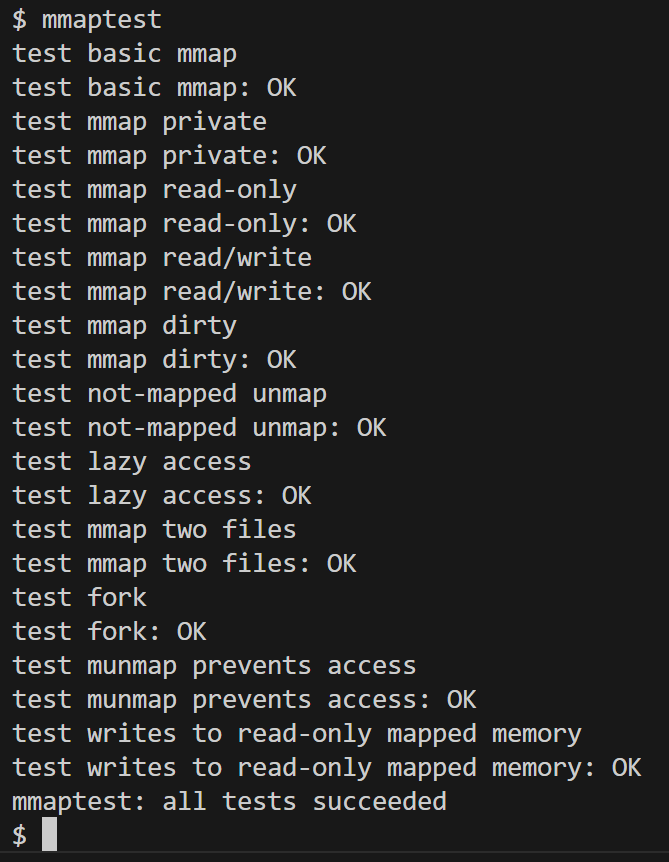 $ mmaptest
test basic mmap
test basic mmap: OK
test mmap private
test mmap private: OK
test mmap read-only
test mmap read-only: OK
test mmap read/write
test mmap read/write: OK
test mmap dirty
test mmap dirty: OK
test not-mapped unmap
test not-mapped unmap: OK
test lazy access
test lazy access: OK
test mmap two files
test mmap two files: OK
test fork
test fork: OK
test munmap prevents access
test munmap prevents access: OK
test writes to read-only mapped memory
test writes to read-only mapped memory: OK
mmaptest: all tests succeeded
$